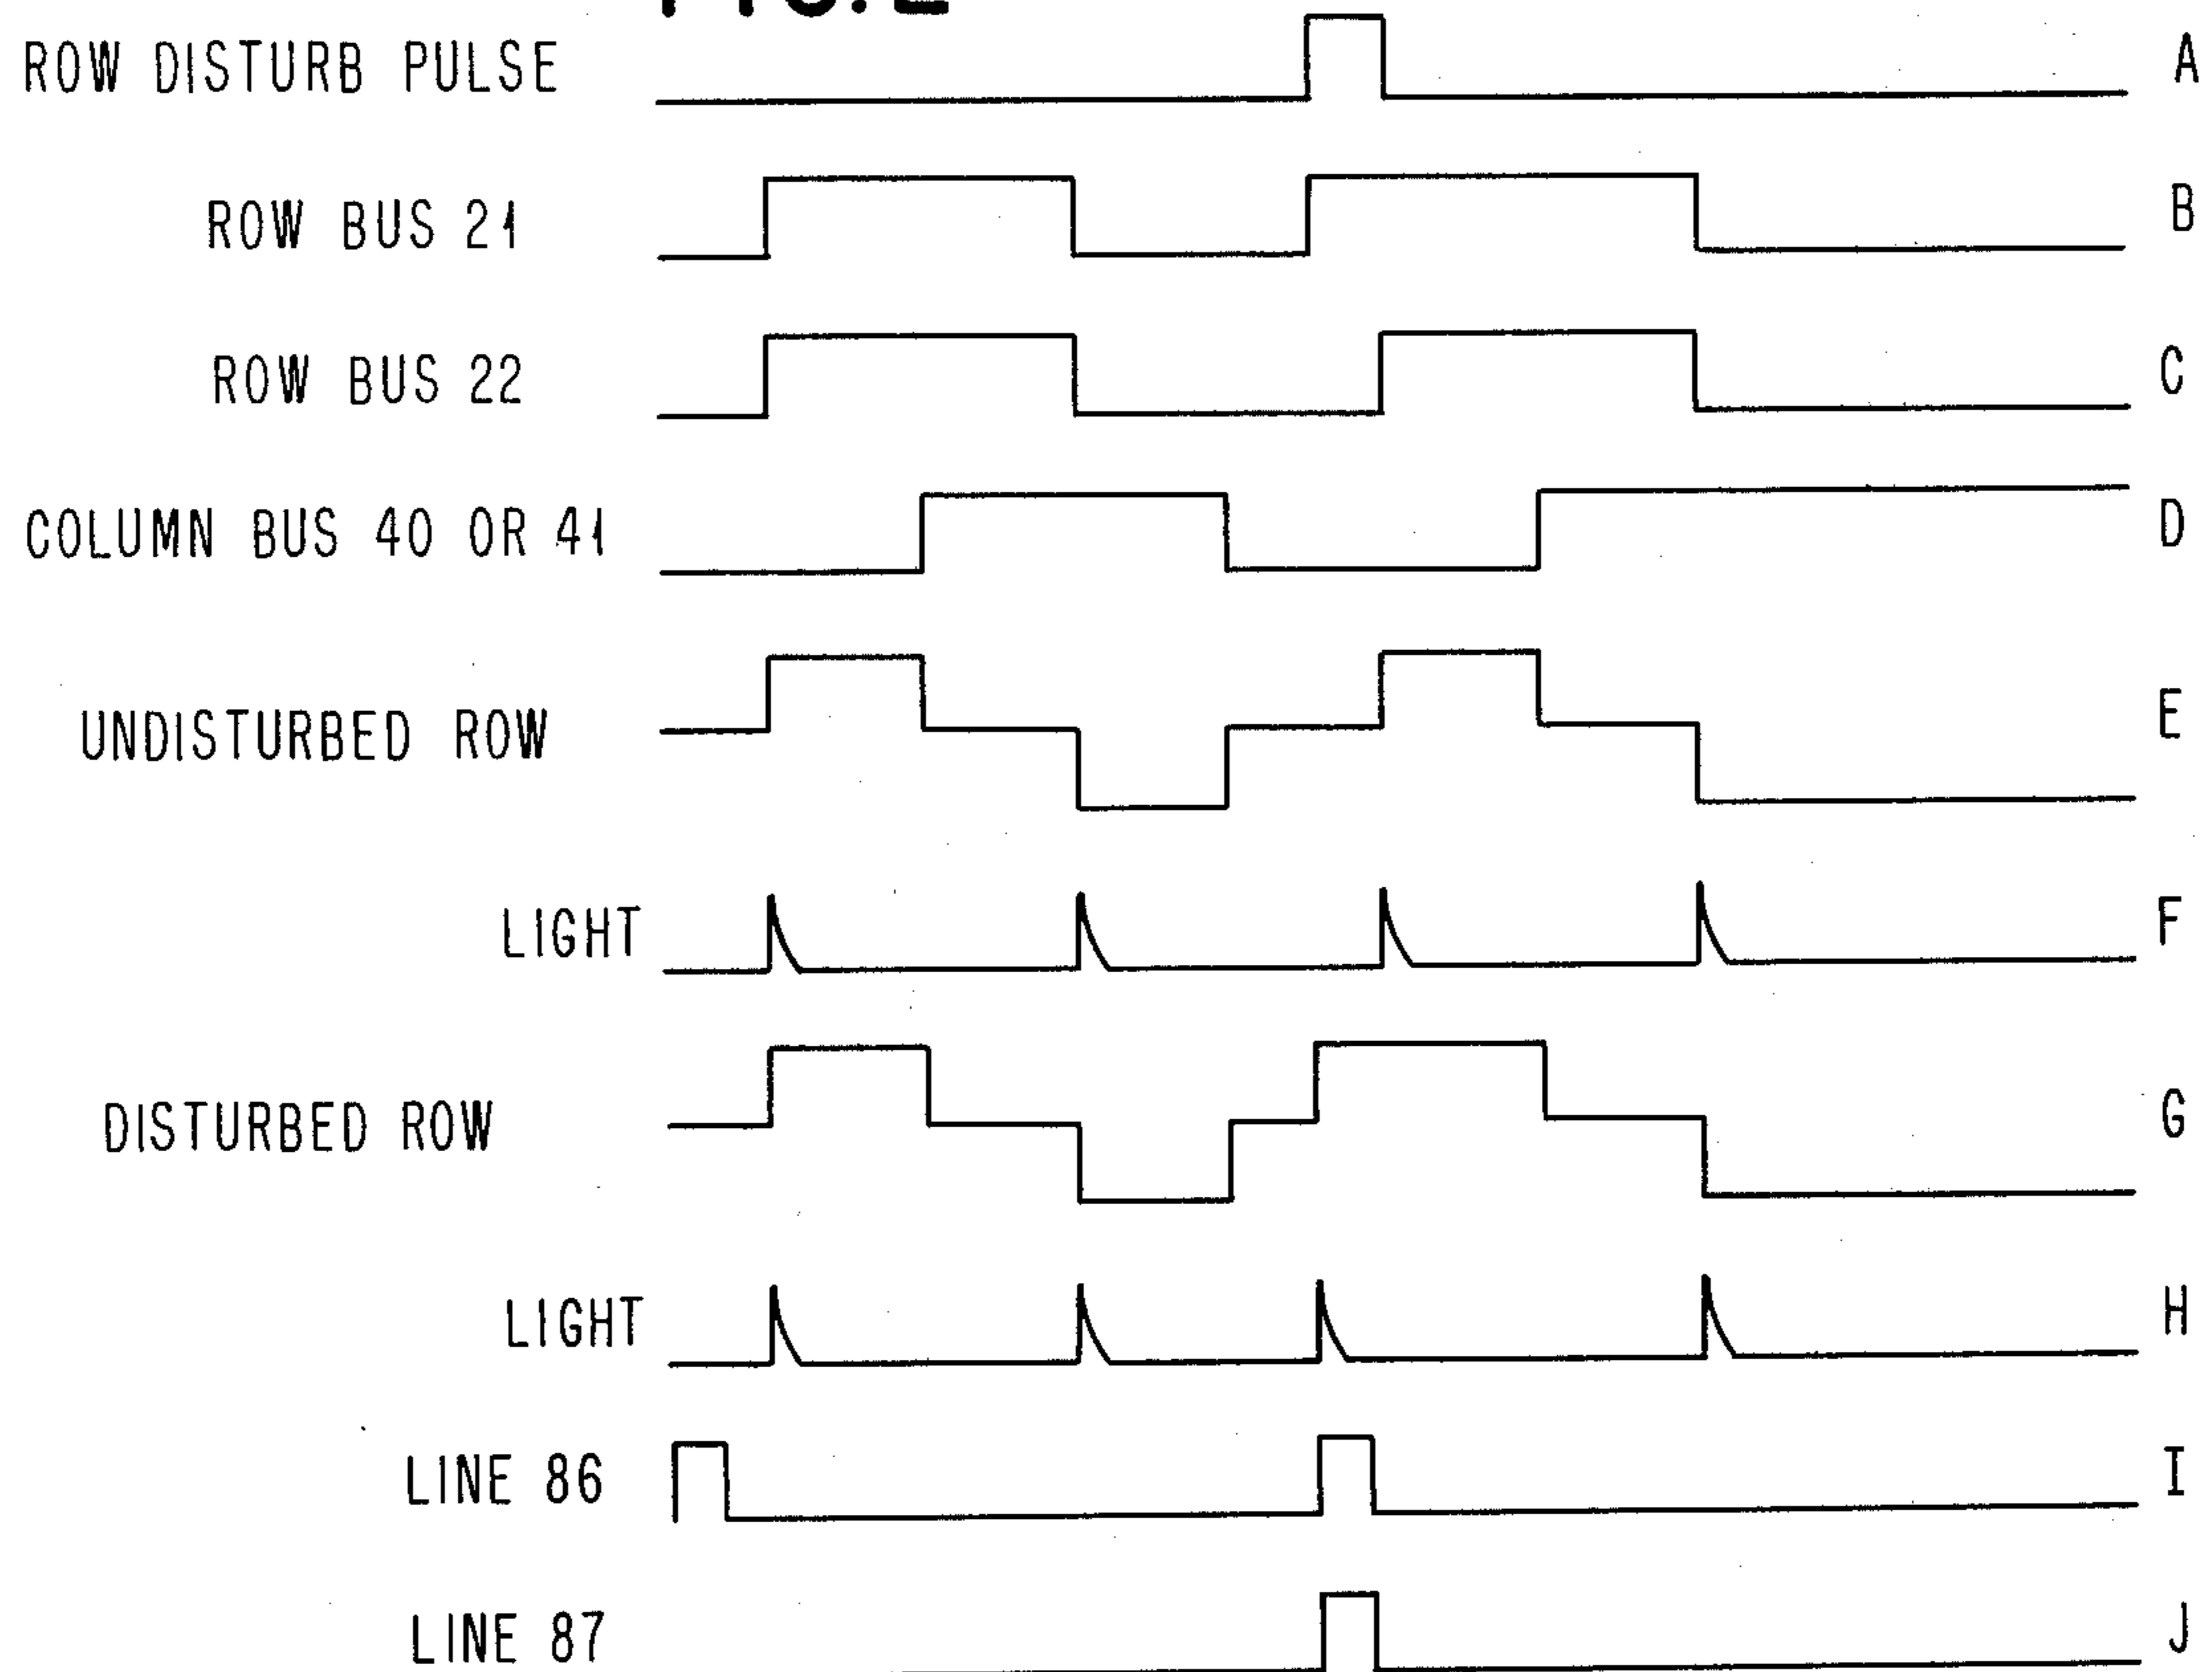 ROW DISTURB PULSE A
ROW BUS 21 B
ROW BUS 22 C
COLUMN BUS 40 OR 41 D
UNDISTURBED ROW E
LIGHT F
DISTURBED ROW G
LIGHT H
LINE 86 I
LINE 87 J